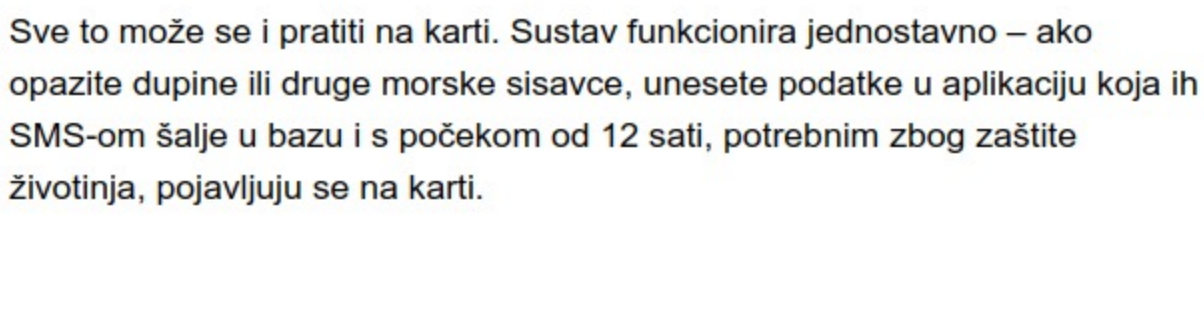 Sve to može se i pratiti na karti. Sustav funkcionira jednostavno – ako
opazite dupine ili druge morske sisavce, unesete podatke u aplikaciju koja ih
SMS-om šalje u bazu i s počekom od 12 sati, potrebnim zbog zaštite
životinja, pojavljuju se na karti.